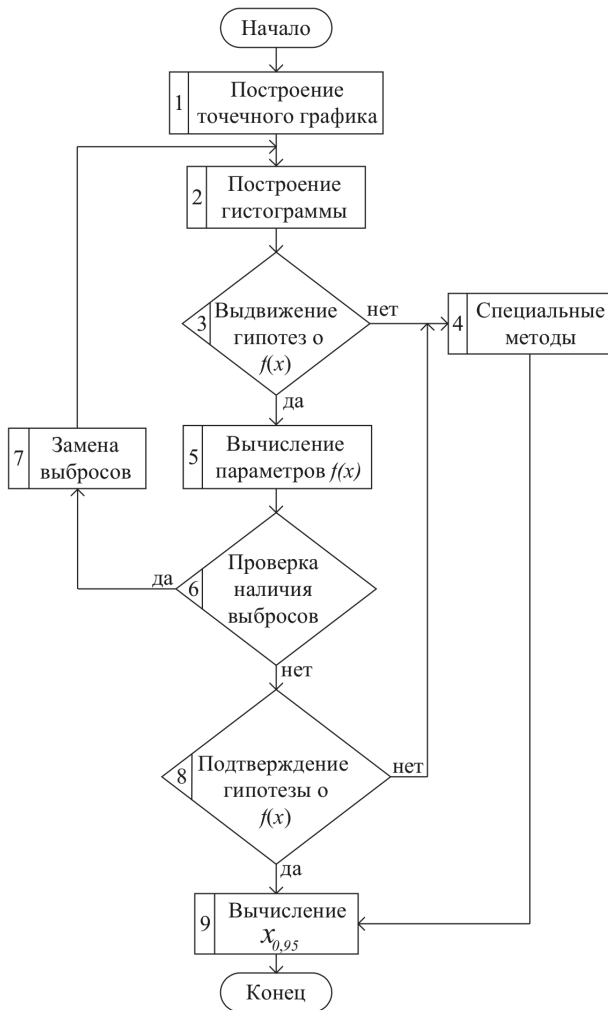 Начало
1
Построение
точечного графика
2
Построение
гистограммы
3
Выдвижение
гипотез о
f(x)
нет
да
4
Специальные
методы
5
Вычисление
параметров f(x)
7
Замена
выбросов
6
Проверка
наличия
выбросов
да
нет
8
Подтверждение
гипотезы о
f(x)
нет
да
9
Вычисление
x0,95
Конец